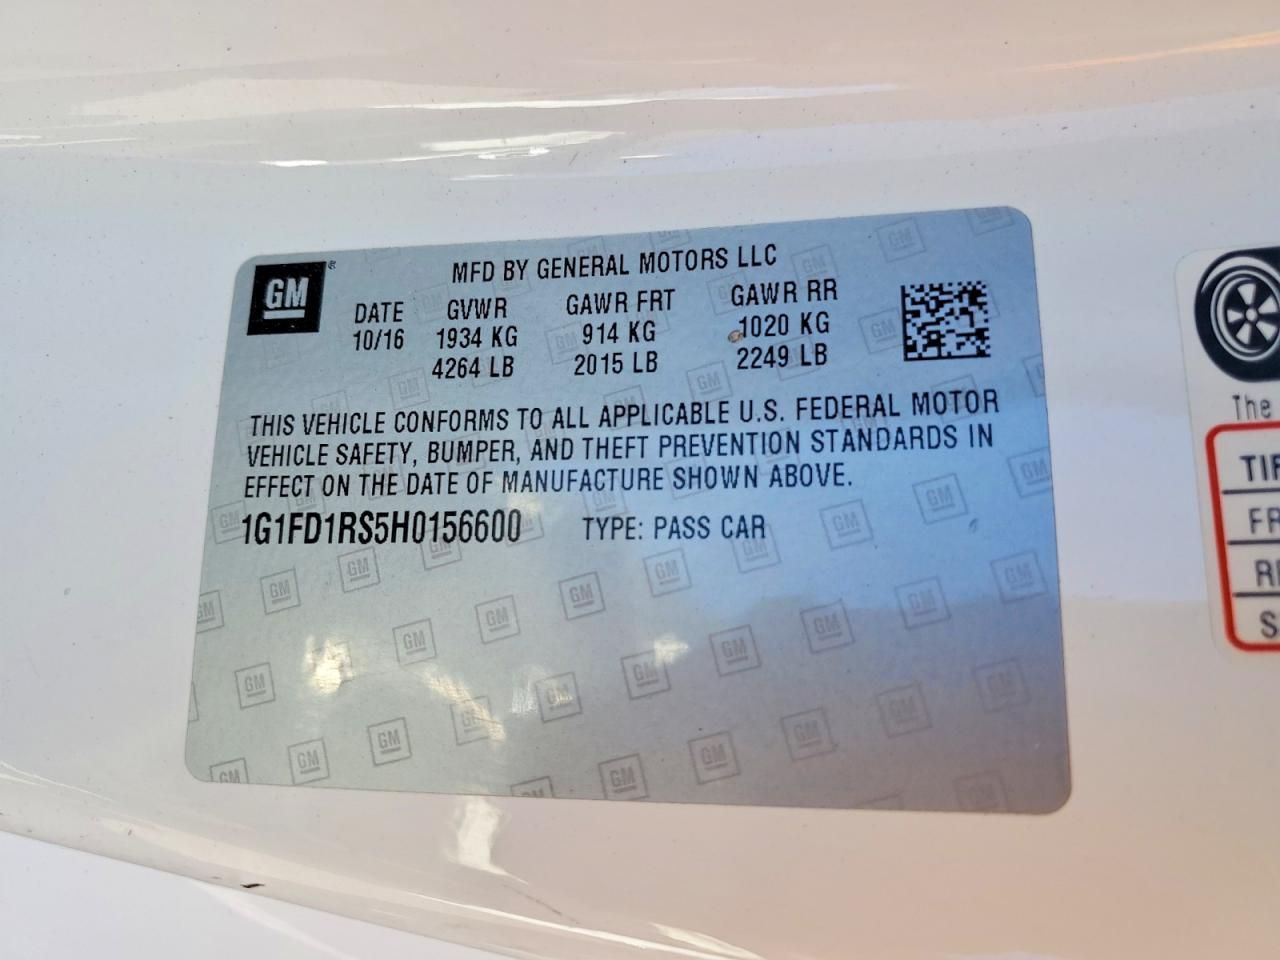 GM
MFD BY GENERAL MOTORS LLC
DATE GVWR GAWR FRT GAWR RR
10/16 1934 KG 914 KG 1020 KG
4264 LB 2015 LB 2249 LB
THIS VEHICLE CONFORMS TO ALL APPLICABLE U.S. FEDERAL MOTOR
VEHICLE SAFETY, BUMPER, AND THEFT PREVENTION STANDARDS IN
EFFECT ON THE DATE OF MANUFACTURE SHOWN ABOVE.
1G1FD1RS5H0156600 TYPE: PASS CAR
The